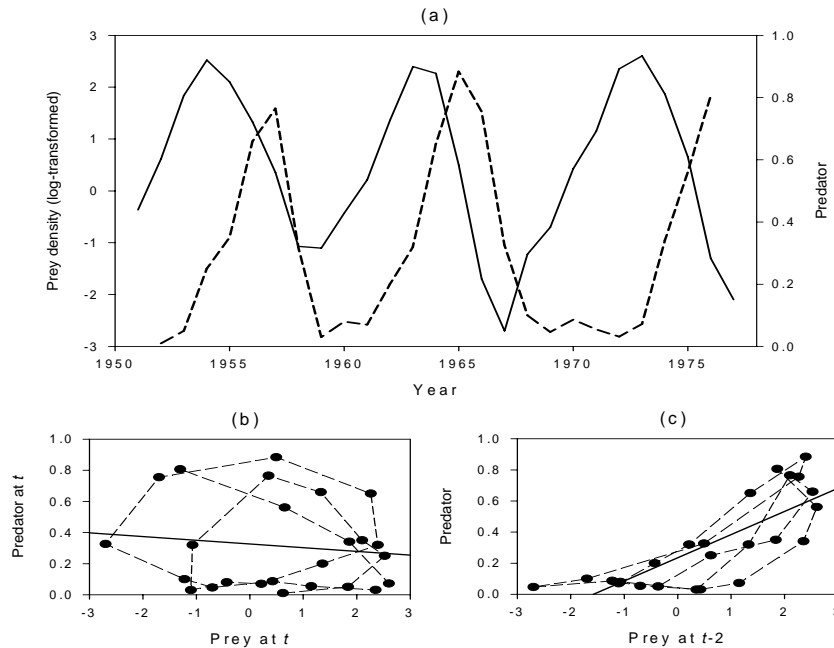 (a)
3
2
1
0
-1
-2
-3
Prey density (log-transformed)
1.0
0.8
0.6
0.4
0.2
0.0
Predator
1950 1955 1960 1965 1970 1975
Year
(b)
1.0
0.8
0.6
0.4
0.2
0.0
Predator at t
-3 -2 -1 0 1 2 3
Prey at t
(c)
1.0
0.8
0.6
0.4
0.2
0.0
Predator
-3 -2 -1 0 1 2 3
Prey at t-2